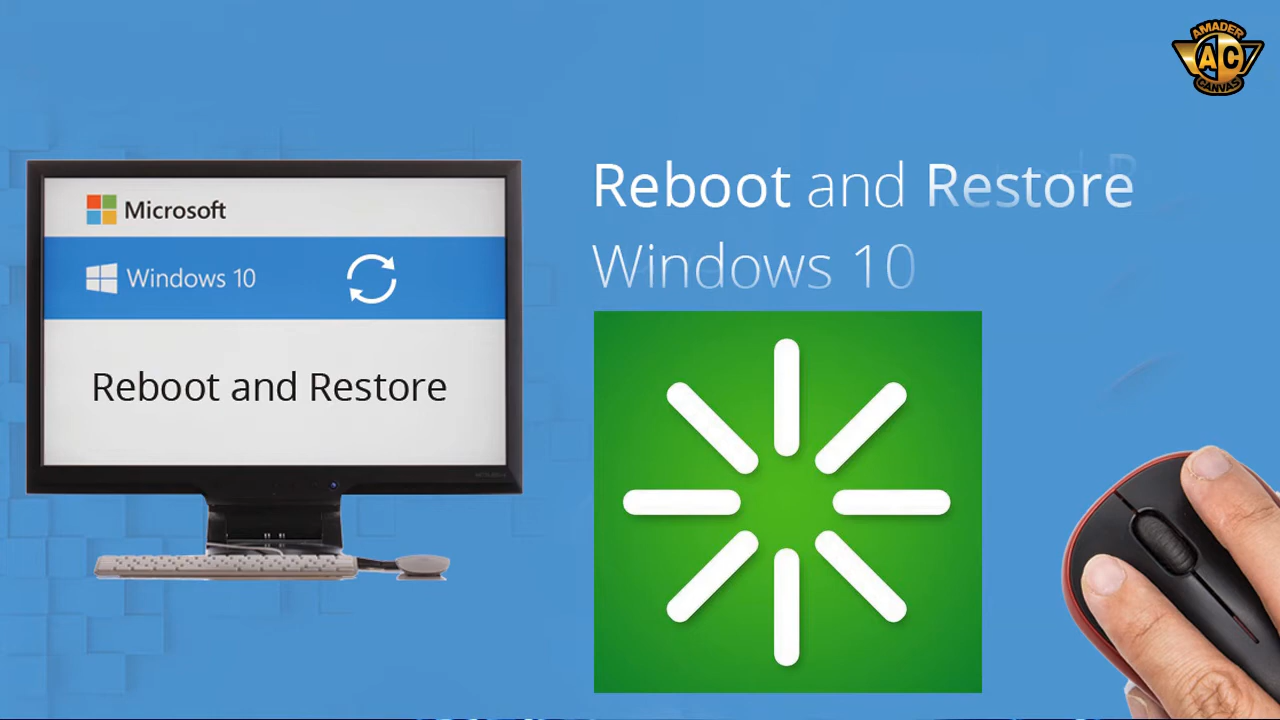 AMADER
AC
CANVAS
Microsoft
Windows 10
Reboot and Restore
Reboot and Restore
Windows 10